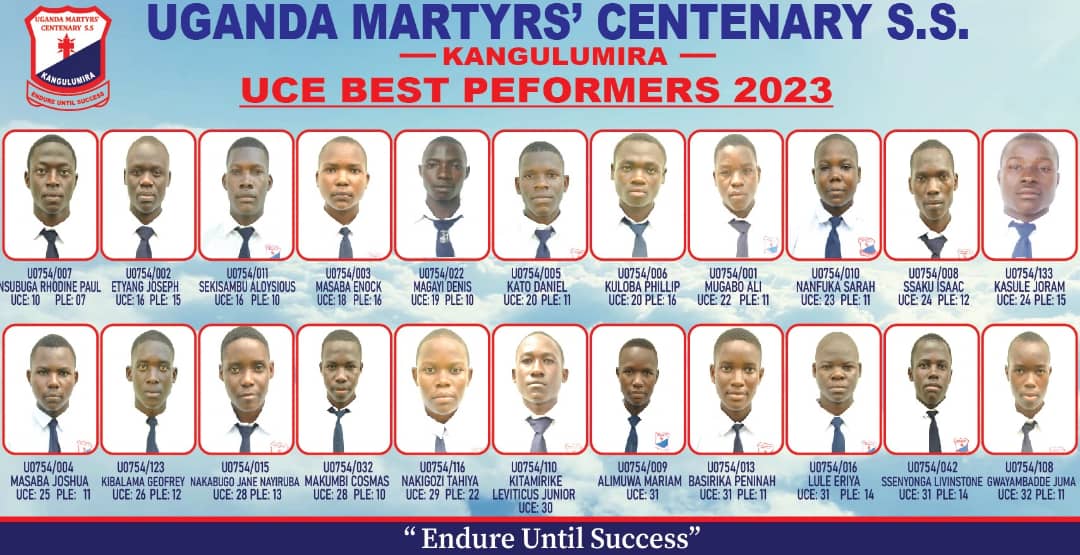 UGANDA MARTYRS
CENTENARY S.S
KANGULUMIRA
ENDURE UNTIL SUCCESS
UGANDA MARTYRS' CENTENARY S.S.
— KANGULUMIRA —
UCE BEST PEFORMERS 2023
U0754/007
NSUBUGA RHODINE PAUL
UCE: 10 PLE: 07
U0754/002
ETYANG JOSEPH
UCE: 16 PLE: 15
U0754/011
SEKISAMBU ALOYSIOUS
UCE: 16 PLE: 10
U0754/003
MASABA ENOCK
UCE: 18 PLE: 16
U0754/022
MAGAYI DENIS
UCE: 19 PLE: 10
U0754/005
KATO DANIEL
UCE: 20 PLE: 11
U0754/006
KULOBA PHILLIP
UCE: 20 PLE: 16
U0754/001
MUGABO ALI
UCE: 22 PLE: 11
U0754/010
NANFUKA SARAH
UCE: 23 PLE: 11
U0754/008
SSAKU ISAAC
UCE: 24 PLE: 12
U0754/133
KASULE JORAM
UCE: 24 PLE: 15
U0754/004
MASABA JOSHUA
UCE: 25 PLE: 11
U0754/123
KIBALAMA GEOFREY
UCE: 26 PLE: 12
U0754/015
NAKABUGO JANE NAYIRUBA
UCE: 28 PLE: 13
U0754/032
MAKUMBI COSMAS
UCE: 28 PLE: 10
U0754/116
NAKIGOZI TAHIYA
UCE: 29 PLE: 22
U0754/110
KITAMIRIKE
LEVITICUS JUNIOR
UCE: 30
U0754/009
ALIMUWA MARIAM
UCE: 31
U0754/013
BASIRIKA PENINAH
UCE: 31 PLE: 11
U0754/016
LULE ERIYA
UCE: 31 PLE: 14
U0754/042
SSENYONGA LIVINSTONE
UCE: 31 PLE: 14
U0754/108
GWAYAMBADDE JUMA
UCE: 32 PLE: 11
“ Endure Until Success”